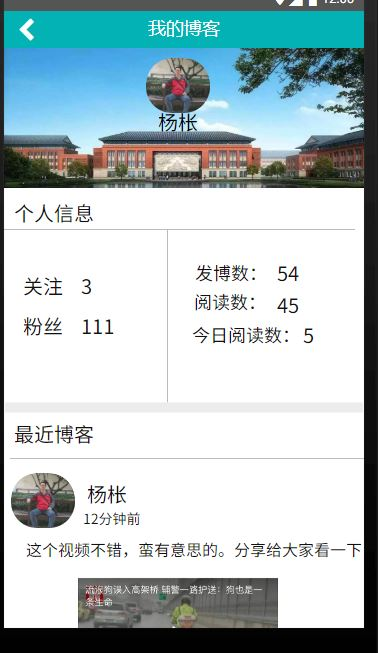 我的博客
杨枨
个人信息
关注 3
粉丝 111
发博数： 54
阅读数： 45
今日阅读数： 5
最近博客
杨枨
12分钟前
这个视频不错，蛮有意思的。分享给大家看一下
流浪狗误入高架桥 辅警一路护送：狗也是一
条生命